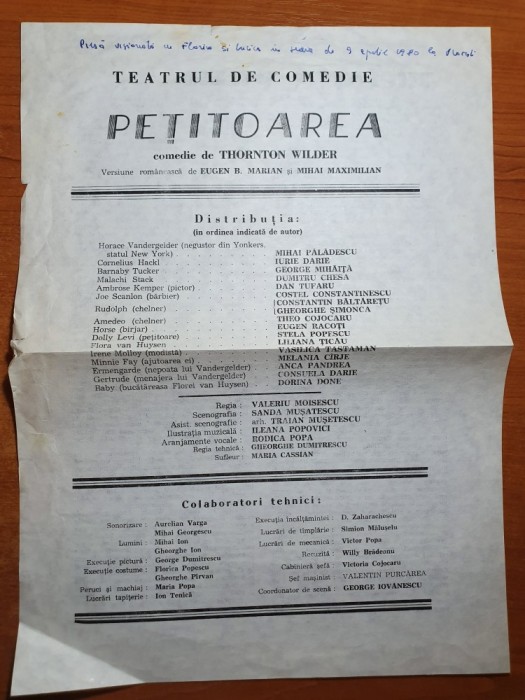 Piesă vizionată cu Florin și în seara de 9 aprilie 1980 la
TEATRUL DE COMEDIE
PEȚITOAREA
comedie de THORNTON WILDER
Versiune românească de EUGEN B. MARIAN și MIHAI MAXIMILIAN
Distribuția:
(în ordinea indicată de autor)
Horace Vandergelder (negustor din Yonkers,
statul New York) . . . MIHAI PĂLĂDESCU
Cornelius Hackl . . . IURIE DARIE
Barnaby Tucker . . . GEORGE MIHĂIȚĂ
Malachi Stack . . . DUMITRU CHESA
Ambrose Kemper (pictor) . . . DAN TUFARU
Joe Scanlon (bărbier) . . . COSTEL CONSTANTINESCU
Rudolph (chelner) . . . CONSTANTIN BĂLTĂREȚU
GHEORGHE ȘIMONCA
Amedeo (chelner) . . . THEO COJOCARU
Horse (birjar) . . . EUGEN RACOȚI
Dolly Levi (pețitoare) . . . STELA POPESCU
Flora van Huysen . . . LILIANA ȚICĂU
Irene Molloy (modistă) . . . VASILICA TASTAMAN
Minnie Fay (ajutoarea ei) . . . MELANIA CÎRJE
Ermengarde (nepoata lui Vandergelder) . . . ANCA PANDREA
Gertrude (menajera lui Vandergelder) . . . CONSUELA DARIE
Baby (bucătăreasa Florei van Huysen) . . . DORINA DONE
Regia : VALERIU MOISESCU
Scenografia : SANDA MUȘATESCU
Asist. scenografie : arh. TRAIAN MUȘETESCU
Ilustrația muzicală : ILEANA POPOVICI
Aranjamente vocale : RODICA POPA
Regia tehnică : GHEORGHE DUMITRESCU
Sufleur : MARIA CASSIAN
Colaboratori tehnici :
Sonorizare : Aurelian Varga
Mihai Georgescu
Lumini : Mihai Ion
Gheorghe Ion
Execuție pictură : George Dumitrescu
Execuție costume : Florica Popescu
Gheorghe Pîrvan
Peruci și machiaj : Maria Popa
Lucrări tapițerie : Ion Tenică
Execuția încălțămintei : D. Zaharachescu
Lucrări de tîmplărie : Simion Măluselu
Lucrări de mecanică : Victor Popa
Recuzită : Willy Brădeanu
Cabinieră șefă : Victoria Cojocaru
Șef mașinist : VALENTIN PURCAREA
Coordonator de scenă : GEORGE IOVĂNESCU